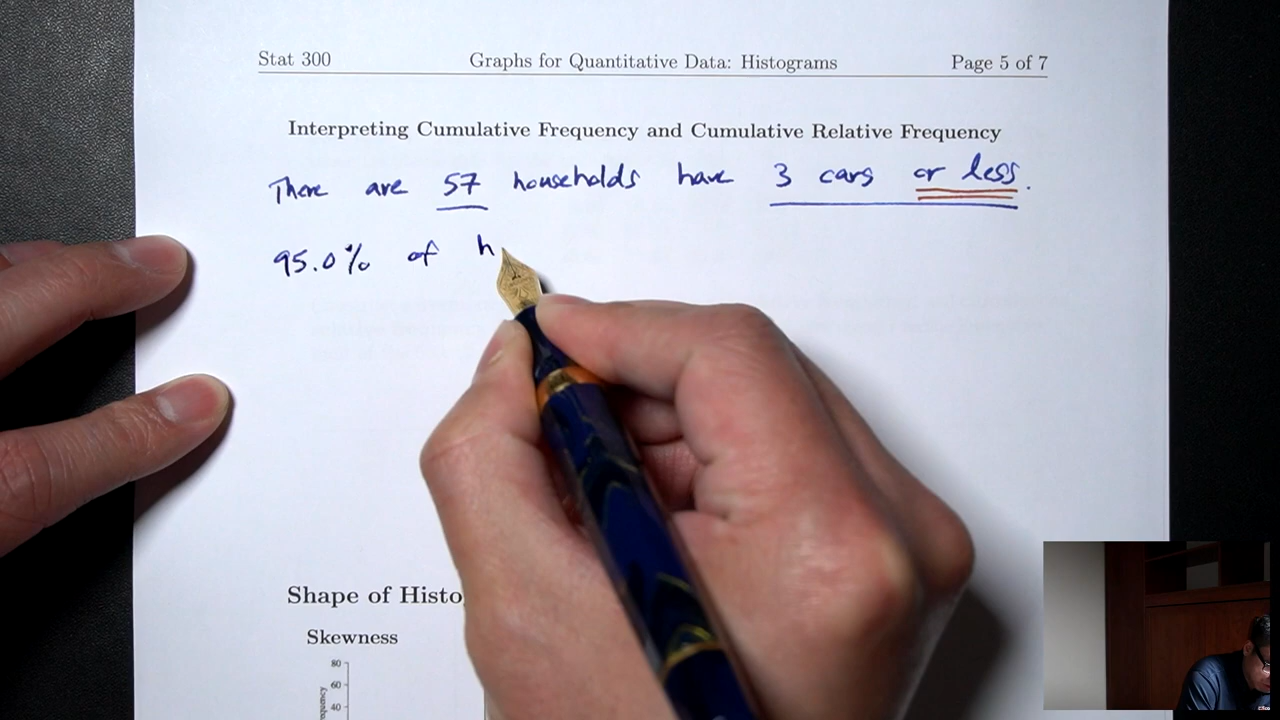 Stat 300 Graphs for Quantitative Data: Histograms Page 5 of 7
Interpreting Cumulative Frequency and Cumulative Relative Frequency
There are 57 households have 3 cars or less.
95.0% of h
Shape of Histo
Skewness
80
60
40